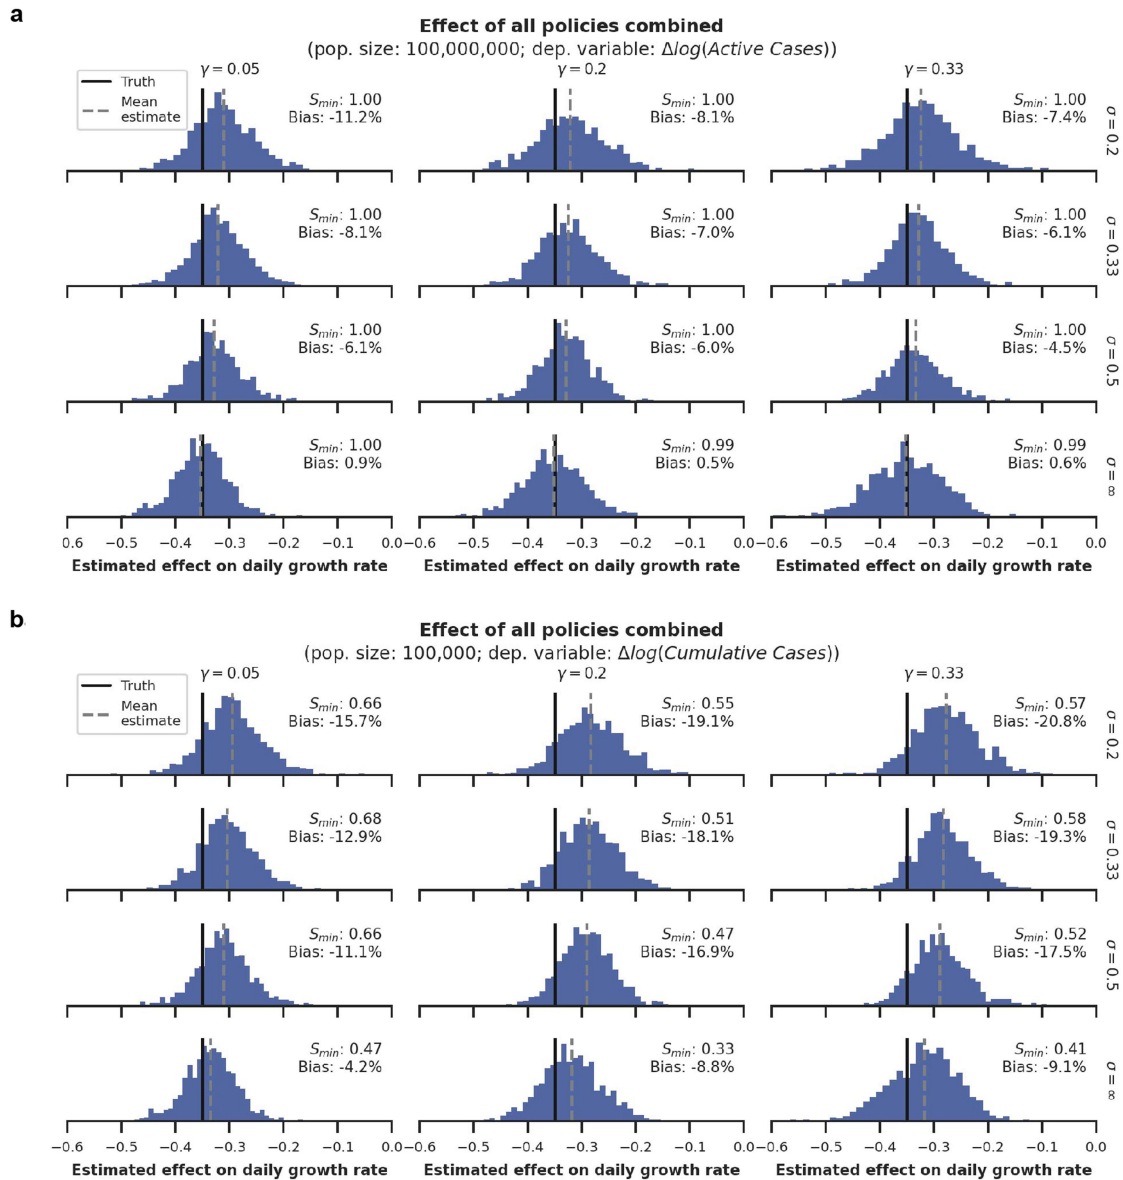 a
Effect of all policies combined
(pop. size: 100,000,000; dep. variable: Δlog(Active Cases))
γ = 0.05
γ = 0.2
γ = 0.33
Truth
Mean
estimate
Smin: 1.00
Bias: -11.2%
Smin: 1.00
Bias: -8.1%
Smin: 1.00
Bias: -7.4%
σ = 0.2
Smin: 1.00
Bias: -8.1%
Smin: 1.00
Bias: -7.0%
Smin: 1.00
Bias: -6.1%
σ = 0.33
Smin: 1.00
Bias: -6.1%
Smin: 1.00
Bias: -6.0%
Smin: 1.00
Bias: -4.5%
σ = 0.5
Smin: 1.00
Bias: 0.9%
Smin: 0.99
Bias: 0.5%
Smin: 0.99
Bias: 0.6%
σ = ∞
0.6 −0.5 −0.4 −0.3 −0.2 −0.1 0.0−0.6 −0.5 −0.4 −0.3 −0.2 −0.1 0.0−0.6 −0.5 −0.4 −0.3 −0.2 −0.1 0.0
Estimated effect on daily growth rate
Estimated effect on daily growth rate
Estimated effect on daily growth rate
b
Effect of all policies combined
(pop. size: 100,000; dep. variable: Δlog(Cumulative Cases))
γ = 0.05
γ = 0.2
γ = 0.33
Truth
Mean
estimate
Smin: 0.66
Bias: -15.7%
Smin: 0.55
Bias: -19.1%
Smin: 0.57
Bias: -20.8%
σ = 0.2
Smin: 0.68
Bias: -12.9%
Smin: 0.51
Bias: -18.1%
Smin: 0.58
Bias: -19.3%
σ = 0.33
Smin: 0.66
Bias: -11.1%
Smin: 0.47
Bias: -16.9%
Smin: 0.52
Bias: -17.5%
σ = 0.5
Smin: 0.47
Bias: -4.2%
Smin: 0.33
Bias: -8.8%
Smin: 0.41
Bias: -9.1%
σ = ∞
−0.6 −0.5 −0.4 −0.3 −0.2 −0.1 0.0−0.6 −0.5 −0.4 −0.3 −0.2 −0.1 0.0−0.6 −0.5 −0.4 −0.3 −0.2 −0.1 0.0
Estimated effect on daily growth rate
Estimated effect on daily growth rate
Estimated effect on daily growth rate